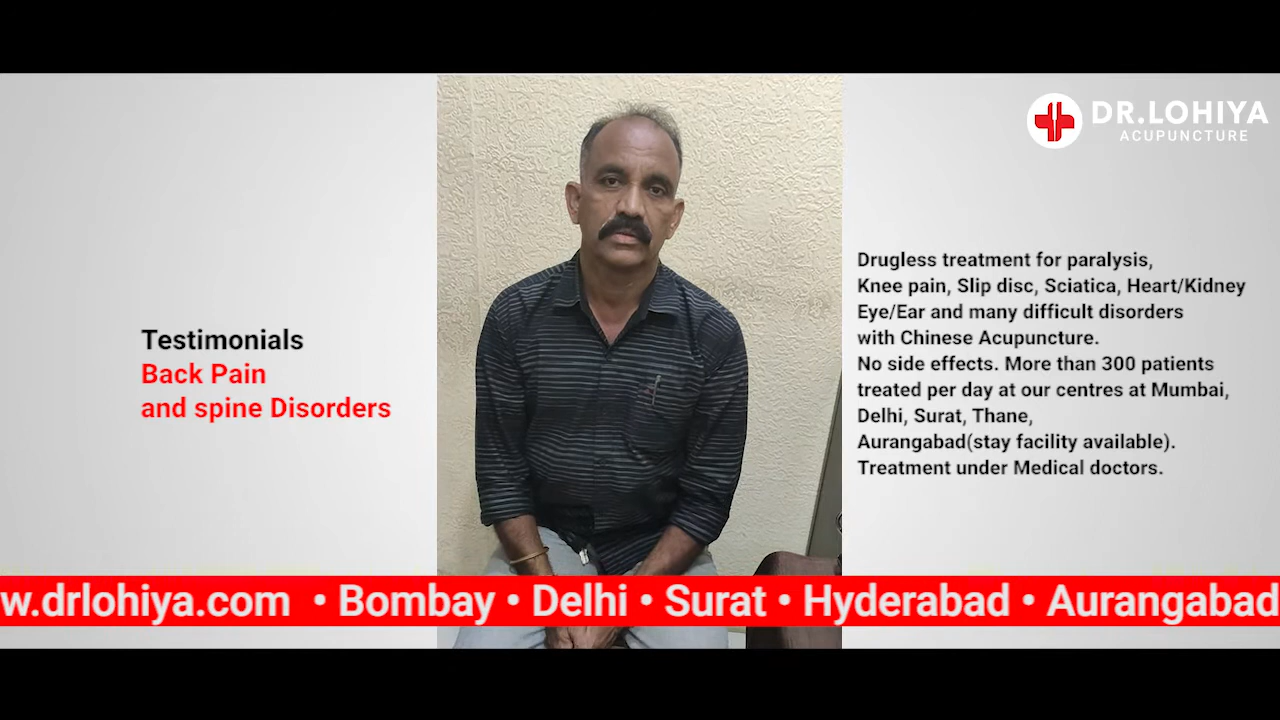 DR.LOHIYA
ACUPUNCTURE
Testimonials
Back Pain
and spine Disorders
Drugless treatment for paralysis,
Knee pain, Slip disc, Sciatica, Heart/Kidney
Eye/Ear and many difficult disorders
with Chinese Acupuncture.
No side effects. More than 300 patients
treated per day at our centres at Mumbai,
Delhi, Surat, Thane,
Aurangabad(stay facility available).
Treatment under Medical doctors.
w.drlohiya.com • Bombay • Delhi • Surat • Hyderabad • Aurangabad